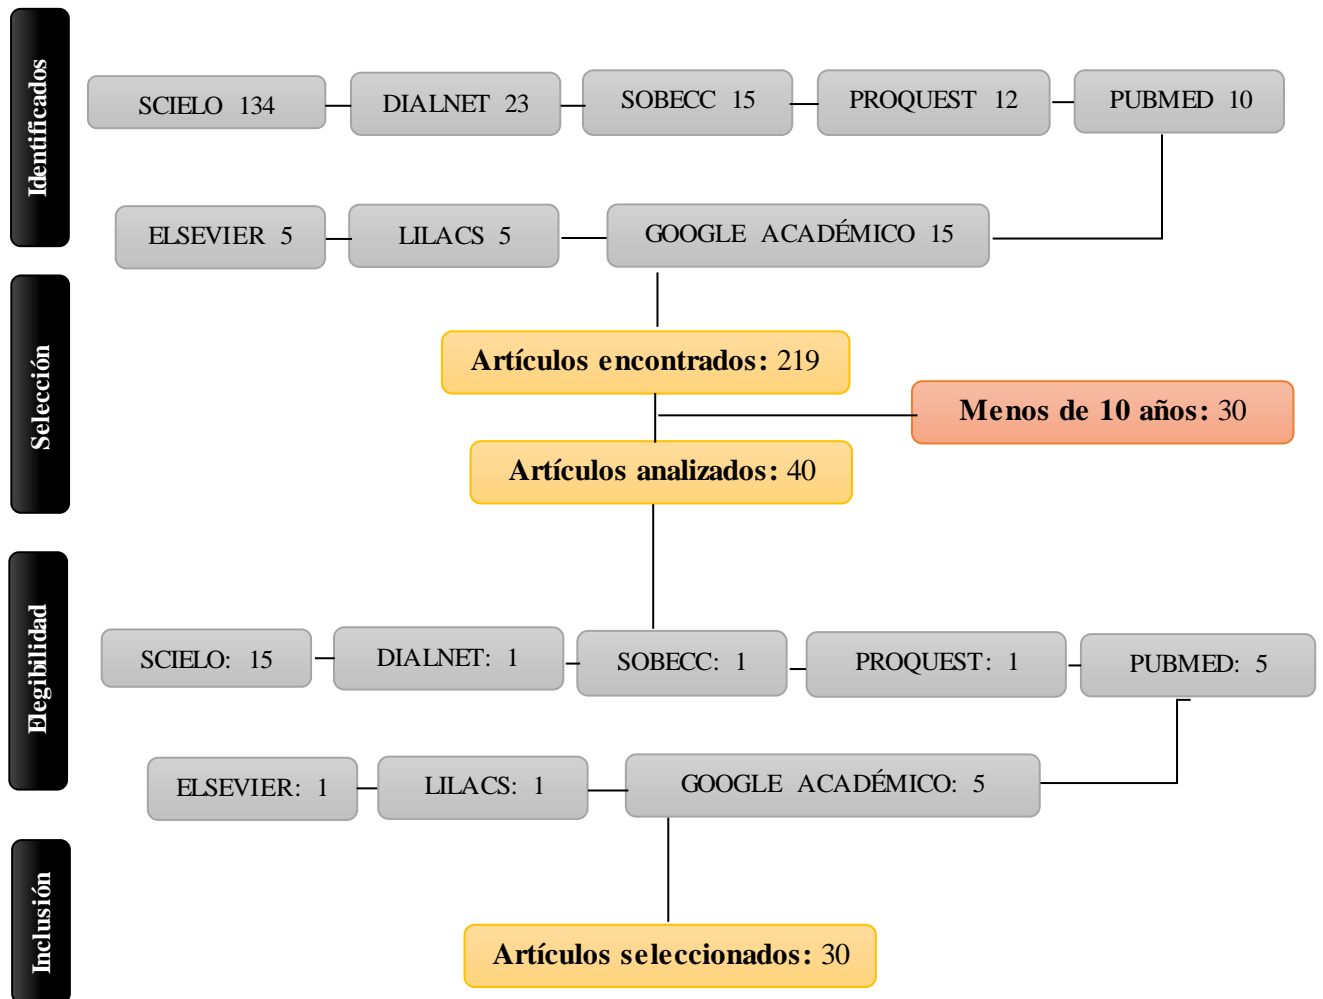 Identificados
SCIELO 134
DIALNET 23
SOBECC 15
PROQUEST 12
PUBMED 10
ELSEVIER 5
LILACS 5
GOOGLE ACADÉMICO 15
Selección
Artículos encontrados: 219
Menos de 10 años: 30
Artículos analizados: 40
Elegibilidad
SCIELO: 15
DIALNET: 1
SOBECC: 1
PROQUEST: 1
PUBMED: 5
ELSEVIER: 1
LILACS: 1
GOOGLE ACADÉMICO: 5
Inclusión
Artículos seleccionados: 30